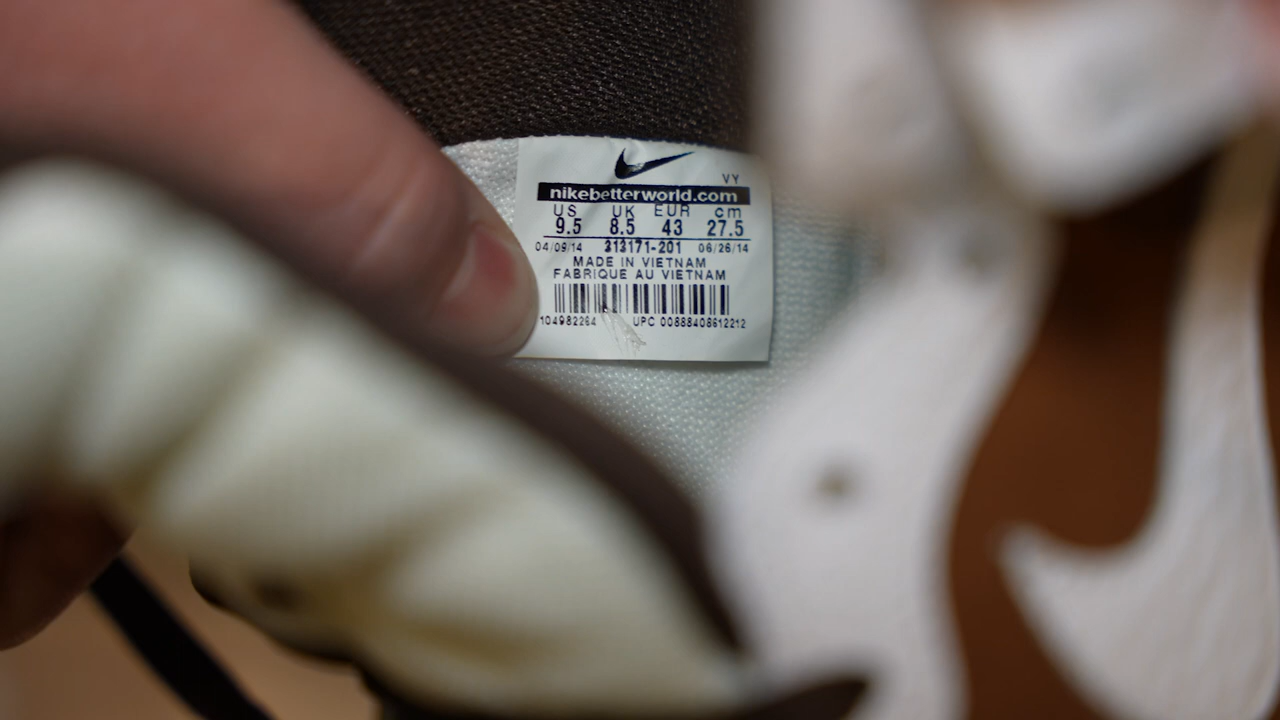 VY
nikebetterworld.com
US UK EUR cm
9.5 8.5 43 27.5
04/09/14 313171-201 06/26/14
MADE IN VIETNAM
FABRIQUE AU VIETNAM
104982264 UPC 00888408612212